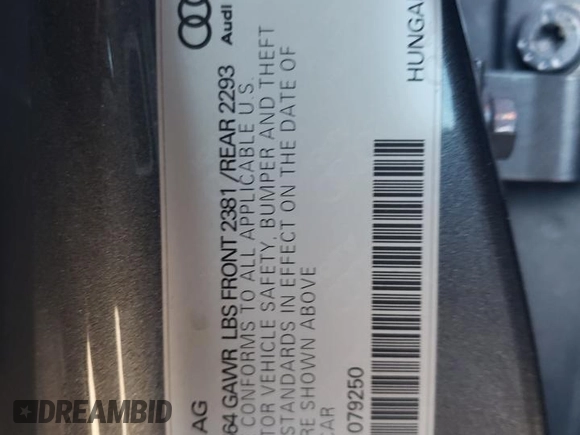 AG
Audi
64 GAWR LBS FRONT 2381/REAR 2293
CONFORMS TO ALL APPLICABLE U.S.
TOR VEHICLE SAFETY, BUMPER AND THEFT
STANDARDS IN EFFECT ON THE DATE OF
RE SHOWN ABOVE
CAR
079250
HUNGA
DREAMBID